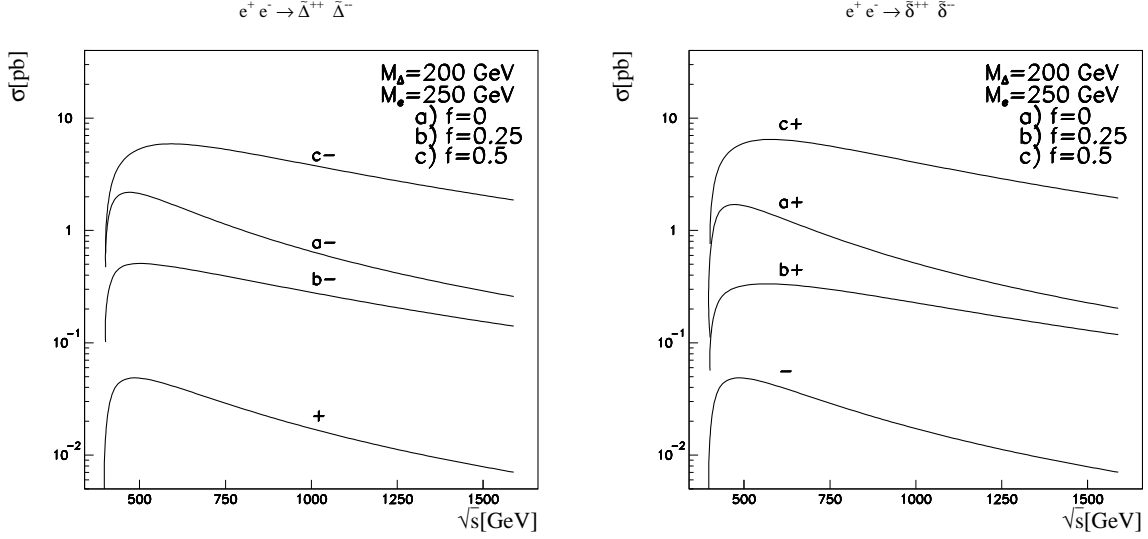 e⁺ e⁻ → Δ̃⁺⁺ Δ̃⁻⁻
σ[pb]
M_Δ=200 GeV
M_e=250 GeV
a) f=0
b) f=0.25
c) f=0.5
10
1
10⁻¹
10⁻²
c−
a−
b−
+
500
750
1000
1250
1500
√s[GeV]
e⁺ e⁻ → δ̃⁺⁺ δ̃⁻⁻
σ[pb]
M_Δ=200 GeV
M_e=250 GeV
a) f=0
b) f=0.25
c) f=0.5
10
1
10⁻¹
10⁻²
c+
a+
b+
−
500
750
1000
1250
1500
√s[GeV]